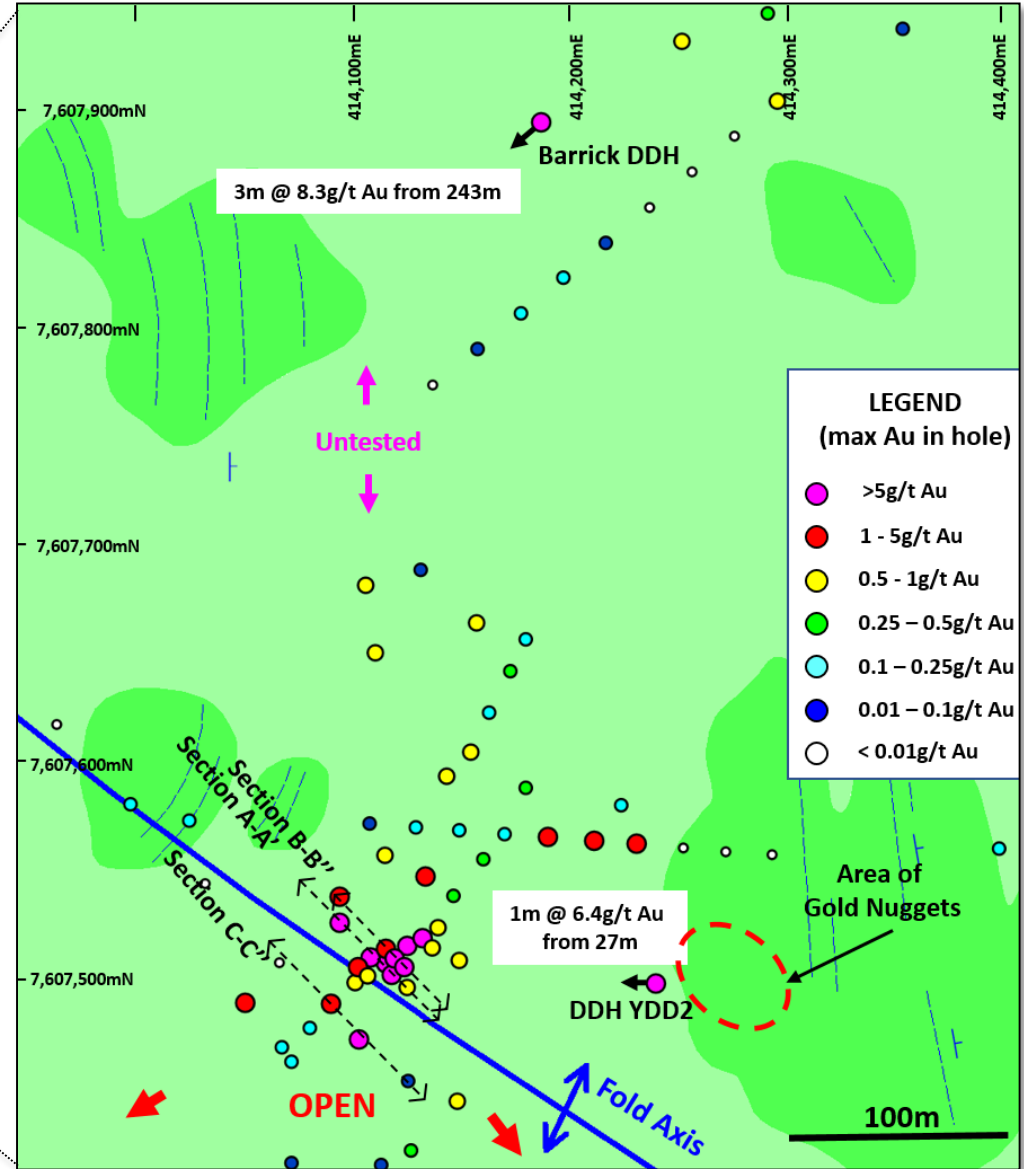 414,100mE
414,200mE
414,300mE
414,400mE
7,607,900mN
Barrick DDH
3m @ 8.3g/t Au from 243m
7,607,800mN
Untested
LEGEND
(max Au in hole)
>5g/t Au
1 - 5g/t Au
0.5 - 1g/t Au
0.25 – 0.5g/t Au
0.1 – 0.25g/t Au
0.01 – 0.1g/t Au
< 0.01g/t Au
7,607,700mN
7,607,600mN
Section B-B''
Section A-A'
Section C-C'
Area of
Gold Nuggets
1m @ 6.4g/t Au
from 27m
7,607,500mN
DDH YDD2
OPEN
Fold Axis
100m